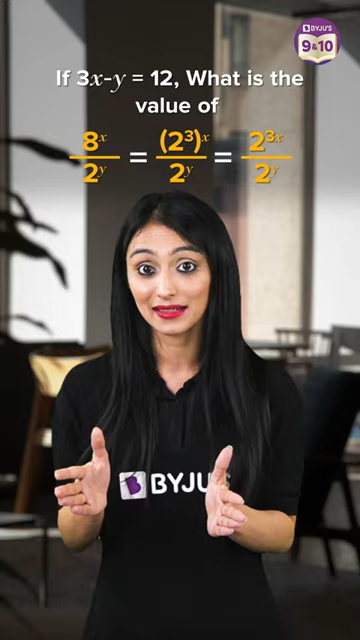 BYJU'S
9&10
If 3x-y = 12, What is the
value of
8ˣ/2ʸ = (2³)ˣ/2ʸ = 2³ˣ/2ʸ
BYJU